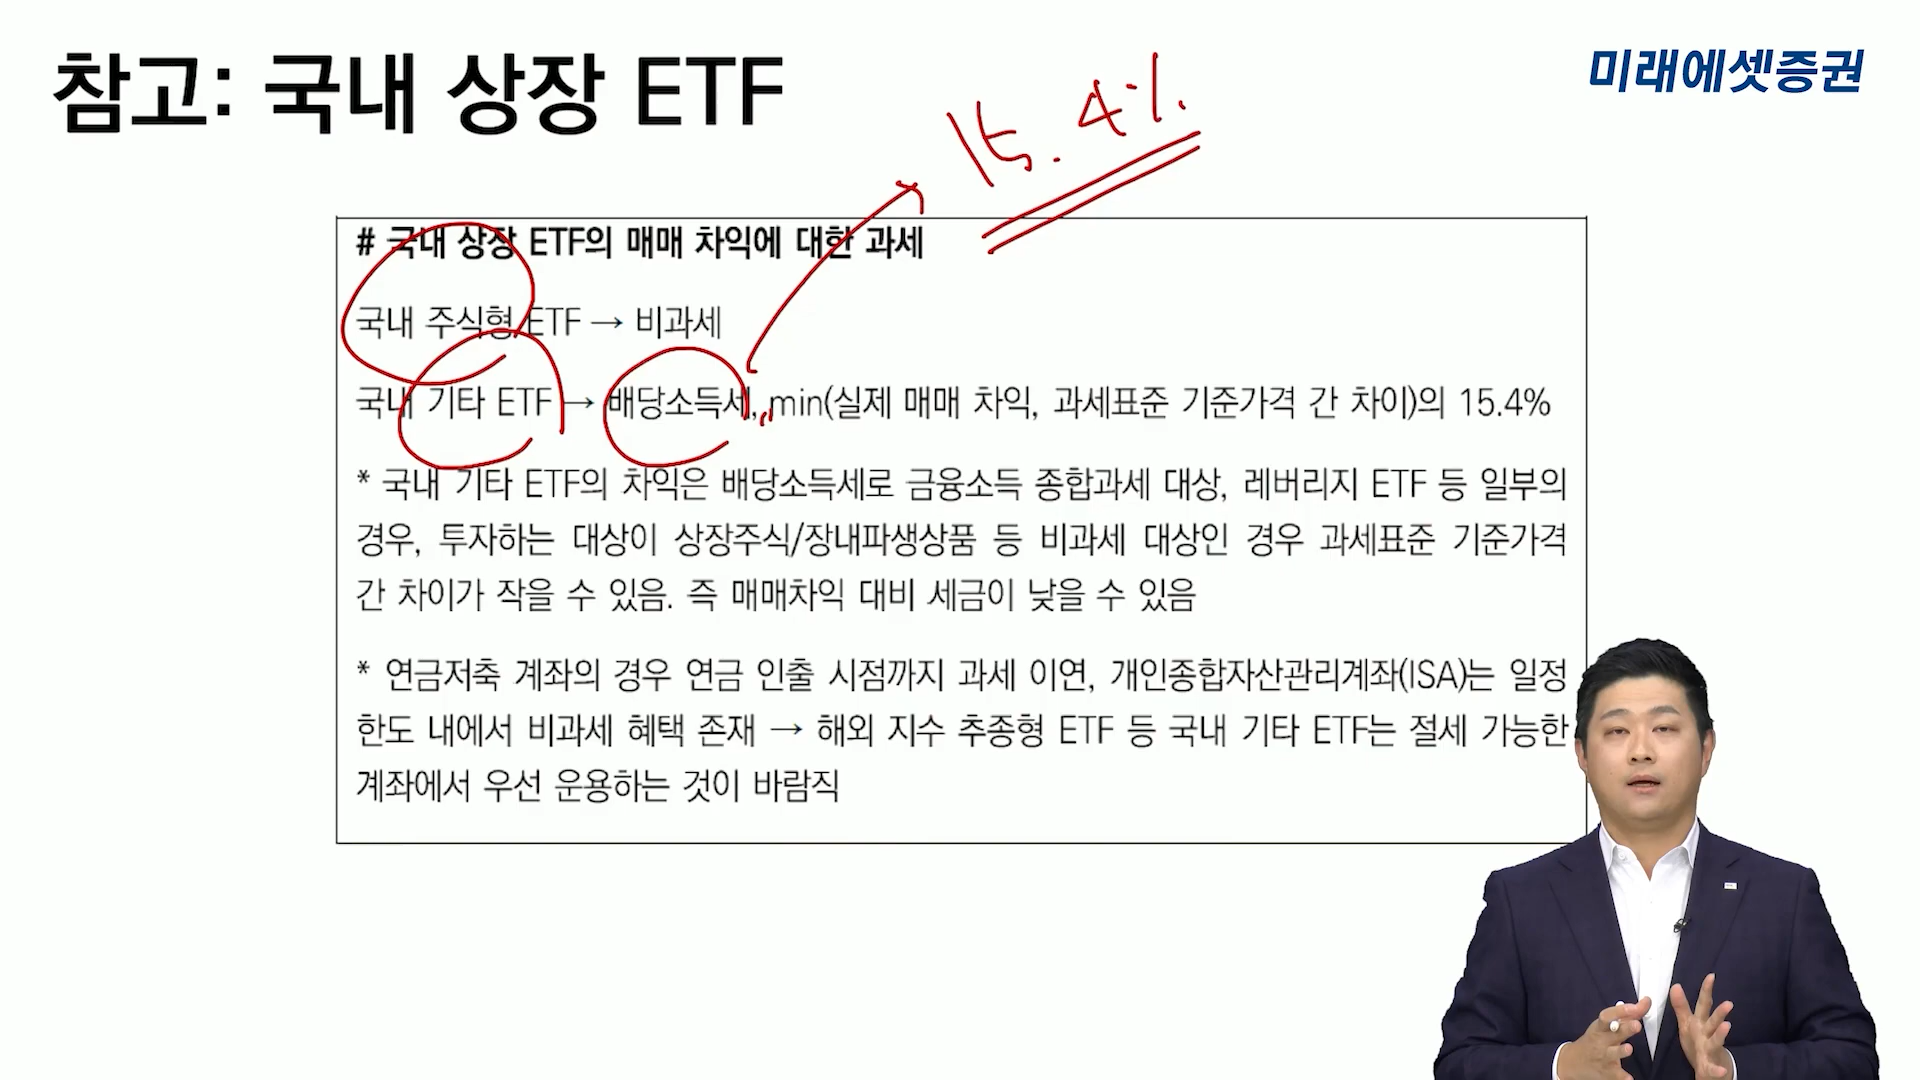 참고: 국내 상장 ETF
미래에셋증권
15.4%
# 국내 상장 ETF의 매매 차익에 대한 과세
국내 주식형 ETF → 비과세
국내 기타 ETF → 배당소득세, min(실제 매매 차익, 과세표준 기준가격 간 차이)의 15.4%
* 국내 기타 ETF의 차익은 배당소득세로 금융소득 종합과세 대상, 레버리지 ETF 등 일부의
경우, 투자하는 대상이 상장주식/장내파생상품 등 비과세 대상인 경우 과세표준 기준가격
간 차이가 작을 수 있음. 즉 매매차익 대비 세금이 낮을 수 있음
* 연금저축 계좌의 경우 연금 인출 시점까지 과세 이연, 개인종합자산관리계좌(ISA)는 일정
한도 내에서 비과세 혜택 존재 → 해외 지수 추종형 ETF 등 국내 기타 ETF는 절세 가능한
계좌에서 우선 운용하는 것이 바람직